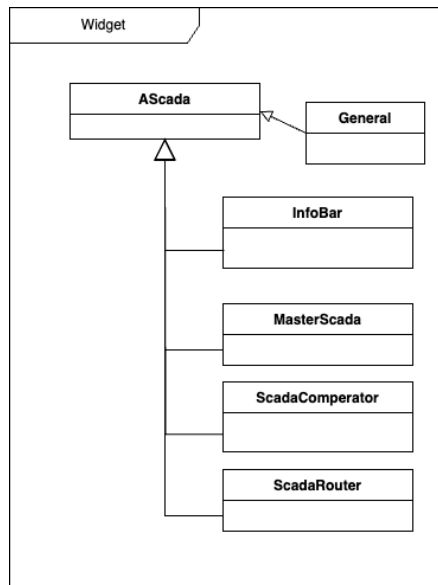 Widget
AScada
General
InfoBar
MasterScada
ScadaComperator
ScadaRouter